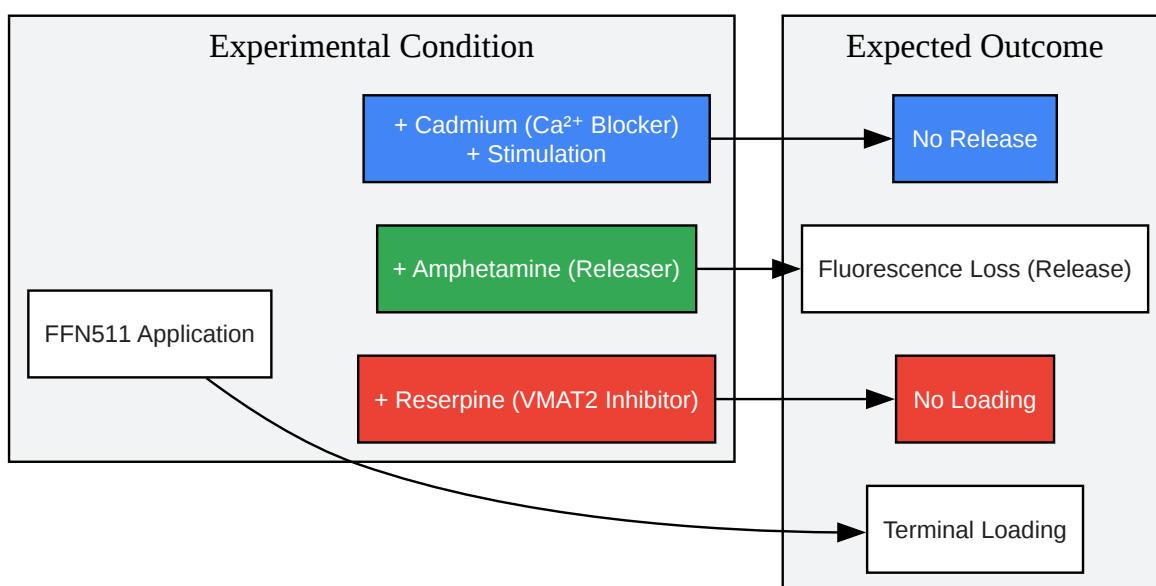 Experimental Condition
Expected Outcome
+ Cadmium (Ca²⁺ Blocker)
+ Stimulation
No Release
+ Amphetamine (Releaser)
Fluorescence Loss (Release)
FFN511 Application
+ Reserpine (VMAT2 Inhibitor)
No Loading
Terminal Loading